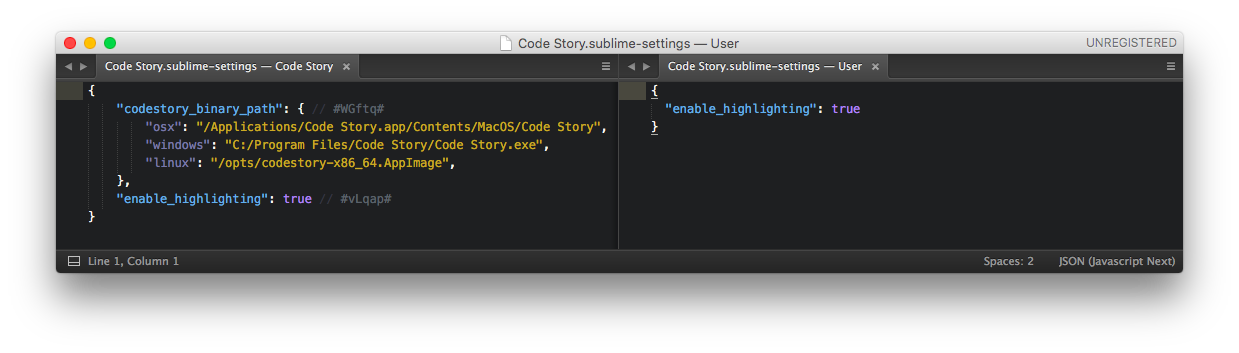 Code Story.sublime-settings — User
UNREGISTERED
Code Story.sublime-settings — Code Story ×
{
"codestory_binary_path": { // #WGftq#
"osx": "/Applications/Code Story.app/Contents/MacOS/Code Story",
"windows": "C:/Program Files/Code Story/Code Story.exe",
"linux": "/opts/codestory-x86_64.AppImage",
},
"enable_highlighting": true // #vLqap#
}
Code Story.sublime-settings — User ×
{
"enable_highlighting": true
}
Line 1, Column 1
Spaces: 2
JSON (Javascript Next)